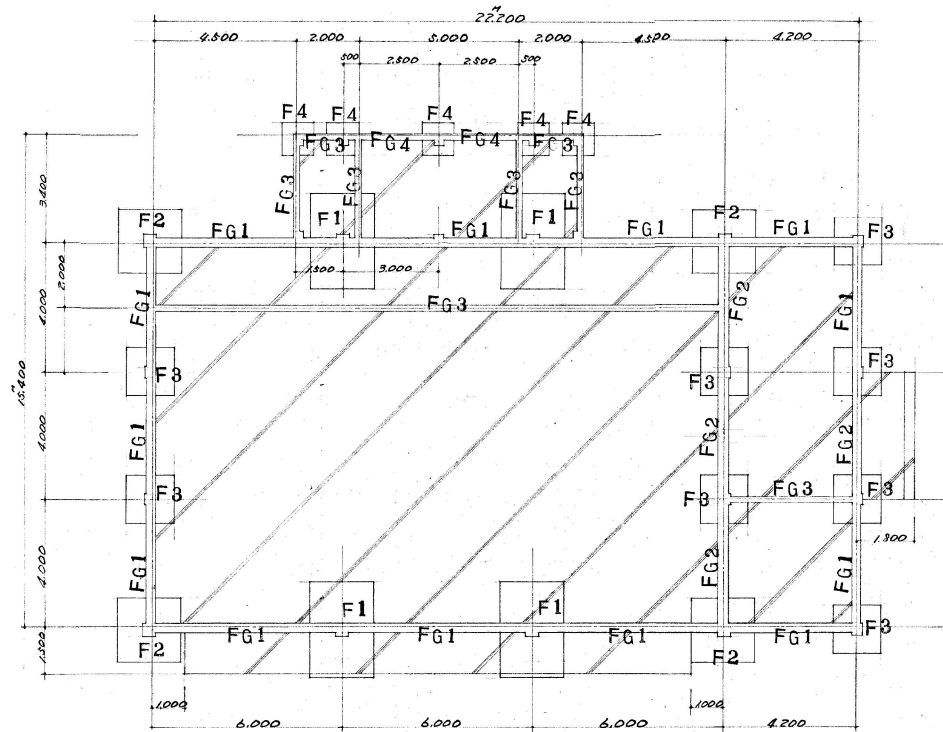 22.200 M
4.500 2.000 5.000 2.000 4.500 4.200
500 2.500 2.500 500
F4 F4 F4 F4 F4
FG3 FG4 FG4 FG3
3.400
FG3 FG3 FG3 FG3
F2 F1 F1 F2 F3
FG1 FG1 FG1 FG1
1.500 3.000
2.000
4.000
FG1 FG3 FG2 FG1
15.400 M
F3 F3 F3
4.000
FG1 FG2 FG2
F3 F3 FG3 F3
1.800
4.000
FG1 FG2 FG1
F1 F1
F2 FG1 FG1 FG1 F2 FG1 F3
1.500
1.000 1.000
6.000 6.000 6.000 4.200